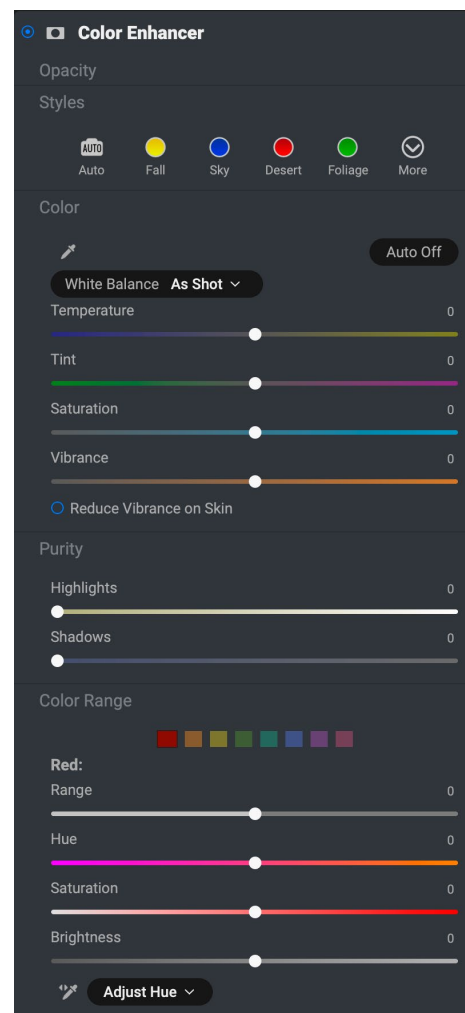 Color Enhancer
Opacity
Styles
AUTO
Auto Fall Sky Desert Foliage More
Color
Auto Off
White Balance As Shot
Temperature 0
Tint 0
Saturation 0
Vibrance 0
Reduce Vibrance on Skin
Purity
Highlights 0
Shadows 0
Color Range
Red:
Range 0
Hue 0
Saturation 0
Brightness 0
Adjust Hue